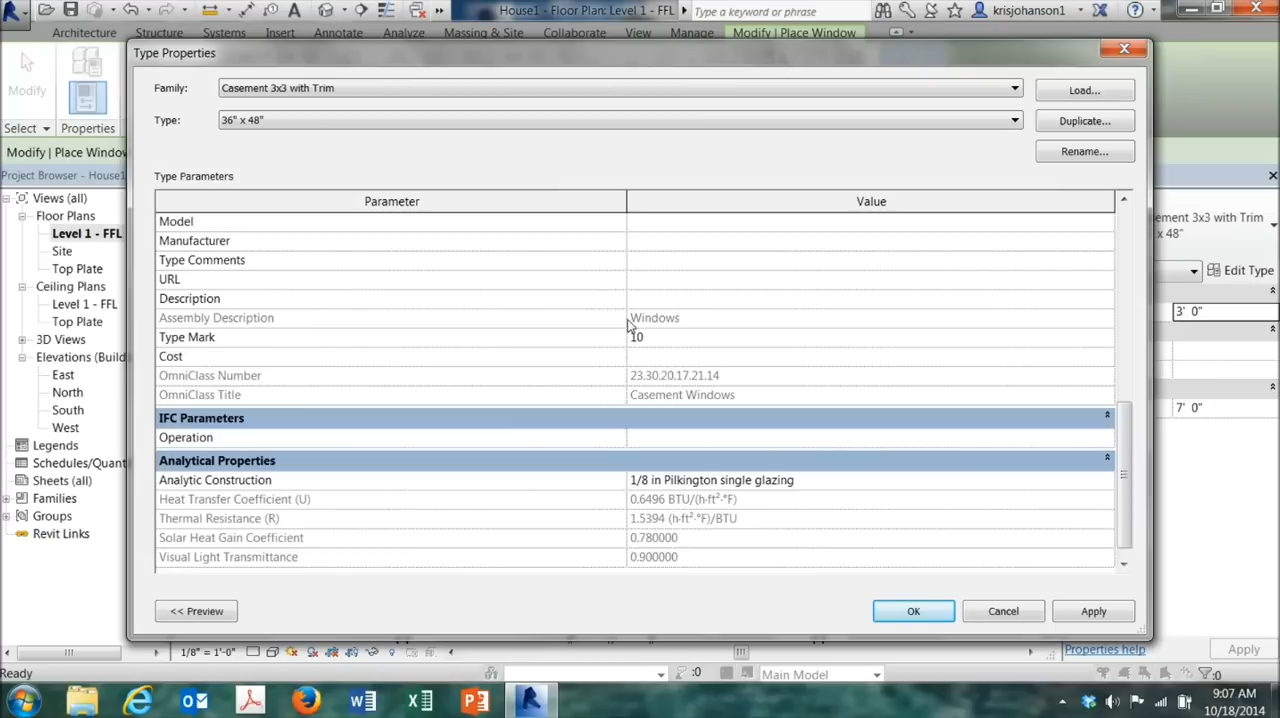 House1 - Floor Plan: Level 1 - FFL
Type a keyword or phrase
krisjohanson1
Architecture Structure Systems Insert Annotate Analyze Massing & Site Collaborate View Manage Modify | Place Window
Type Properties
Family: Casement 3x3 with Trim Load...
Type: 36" x 48" Duplicate...
Rename...
Modify
Select Properties
Modify | Place Window
Project Browser - House1
Type Parameters
Parameter Value
Model
Manufacturer
Type Comments
URL
Description
Assembly Description Windows
Type Mark 10
Cost
OmniClass Number 23.30.20.17.21.14
OmniClass Title Casement Windows
IFC Parameters
Operation
Analytical Properties
Analytic Construction 1/8 in Pilkington single glazing
Heat Transfer Coefficient (U) 0.6496 BTU/(h·ft²·°F)
Thermal Resistance (R) 1.5394 (h·ft²·°F)/BTU
Solar Heat Gain Coefficient 0.780000
Visual Light Transmittance 0.900000
<< Preview OK Cancel Apply
Views (all)
Floor Plans
Level 1 - FFL
Site
Top Plate
Ceiling Plans
Level 1 - FFL
Top Plate
3D Views
Elevations (Build
East
North
South
West
Legends
Schedules/Quant
Sheets (all)
Families
Groups
Revit Links
ement 3x3 with Trim
x 48"
Edit Type
3' 0"
7' 0"
Properties help Apply
1/8" = 1'-0"
Ready
:0 Main Model :0
9:07 AM
10/18/2014